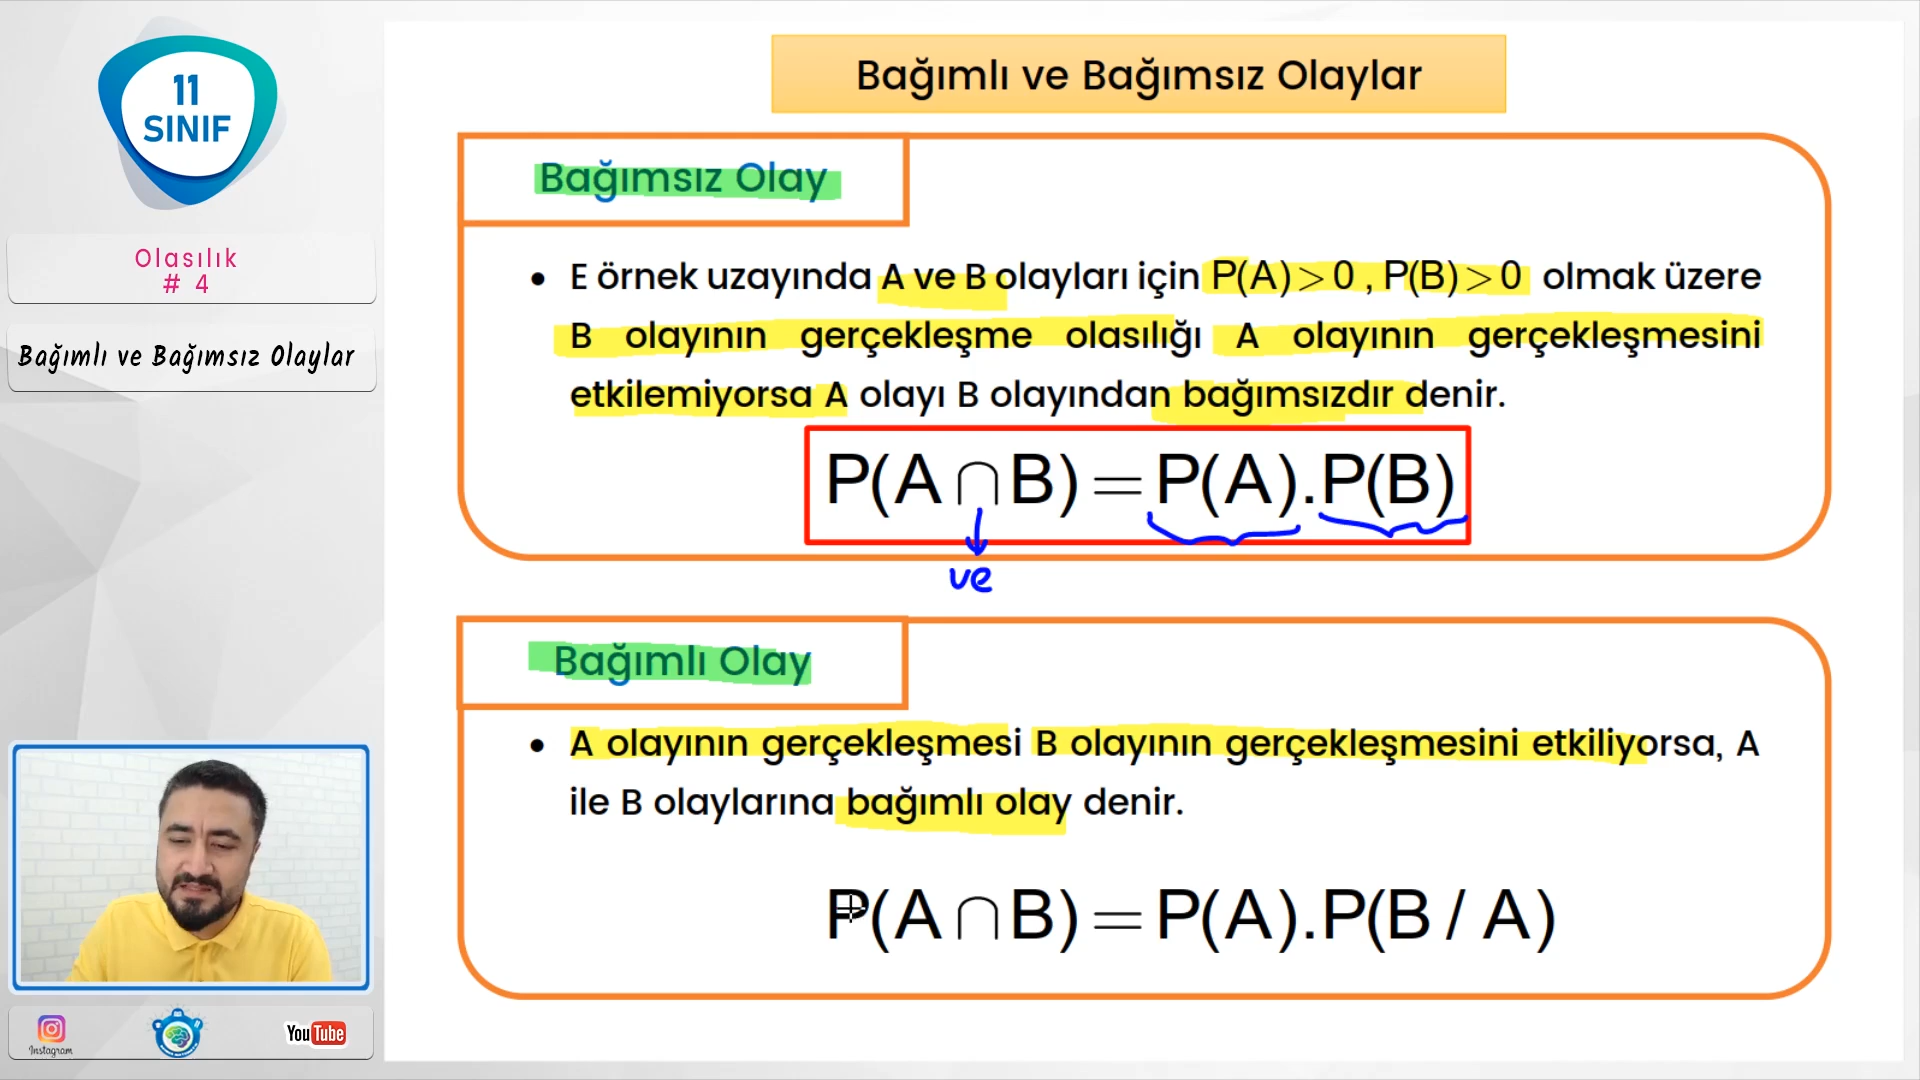 11
SINIF
Olasılık
# 4
Bağımlı ve Bağımsız Olaylar
Instagram
YouTube
Bağımlı ve Bağımsız Olaylar
Bağımsız Olay
• E örnek uzayında A ve B olayları için P(A)>0 , P(B)>0 olmak üzere
B olayının gerçekleşme olasılığı A olayının gerçekleşmesini
etkilemiyorsa A olayı B olayından bağımsızdır denir.
P(A∩B)=P(A).P(B)
ve
Bağımlı Olay
• A olayının gerçekleşmesi B olayının gerçekleşmesini etkiliyorsa, A
ile B olaylarına bağımlı olay denir.
P(A∩B)=P(A).P(B / A)